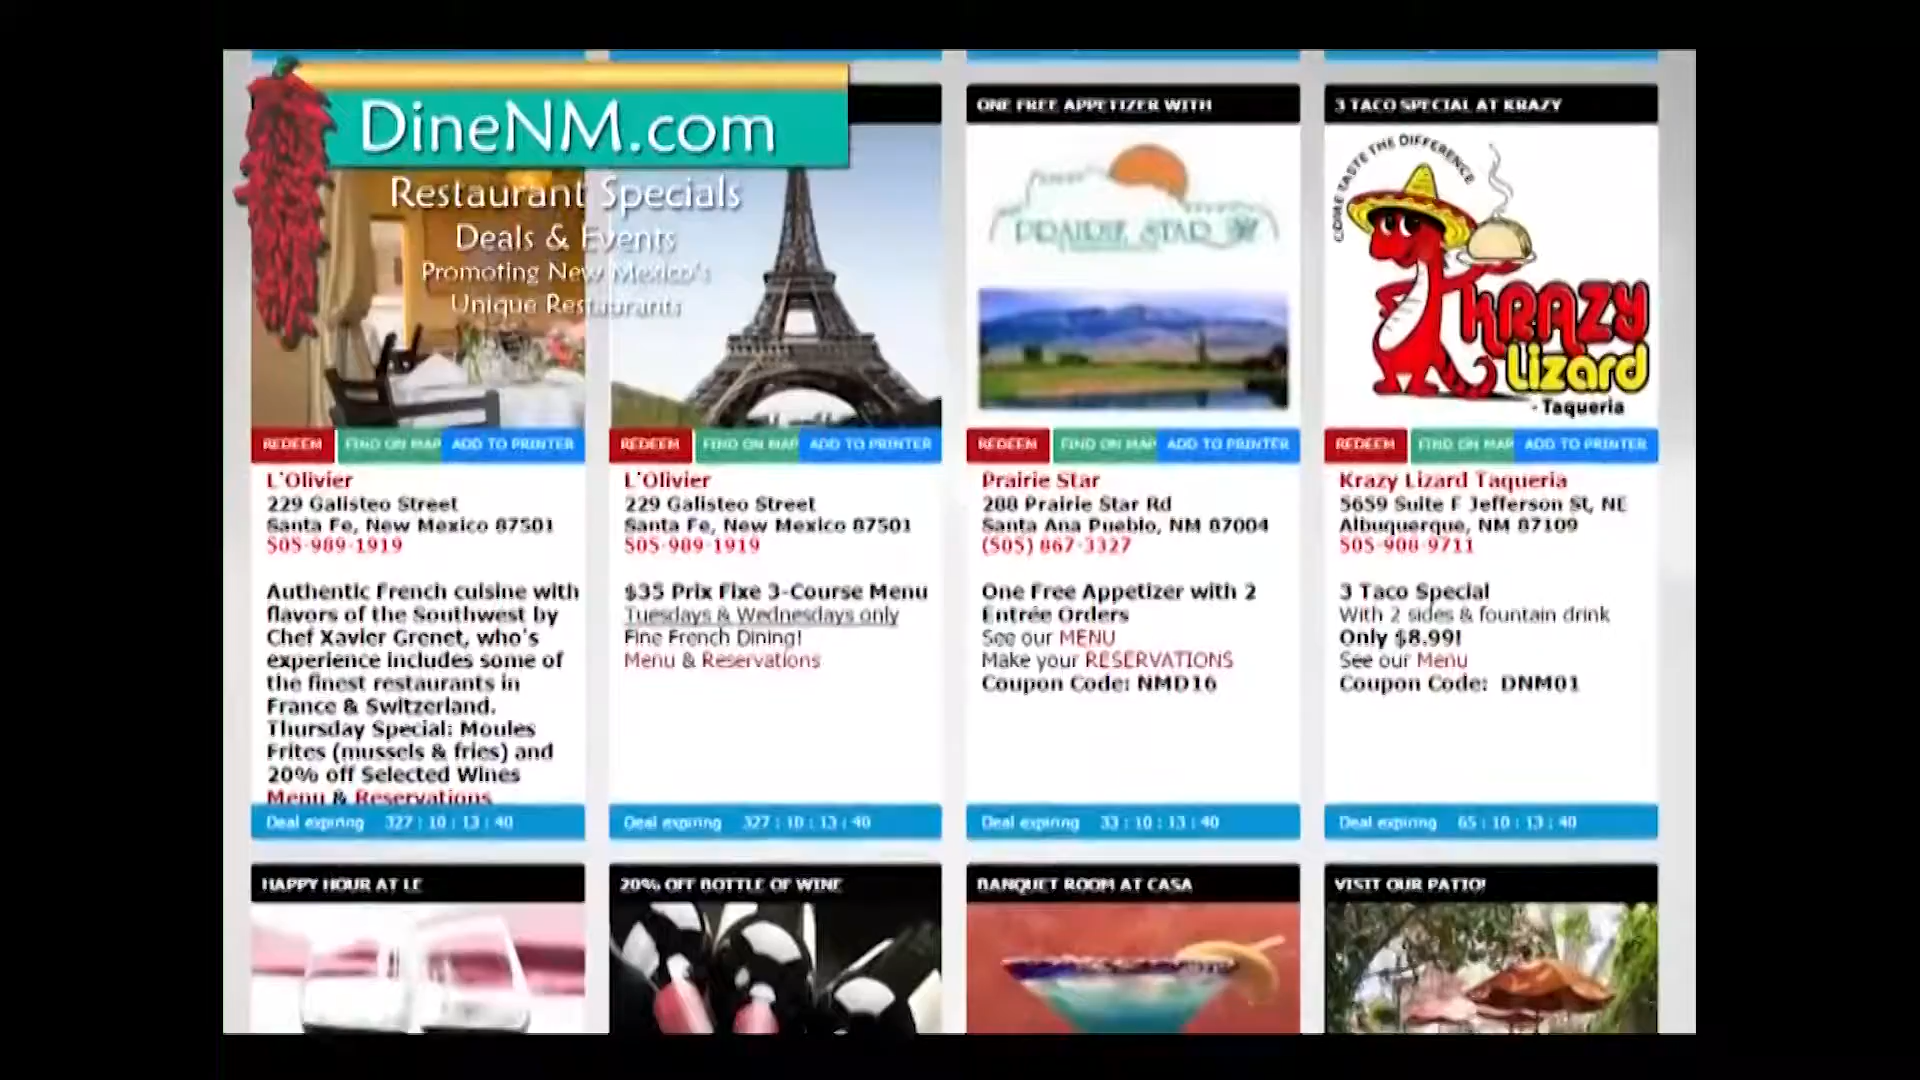 DineNM.com
Restaurant Specials
Deals & Events
Promoting New Mexico's
Unique Restaurants
ONE FREE APPETIZER WITH
3 TACO SPECIAL AT KRAZY
PRAIRIE STAR
COME TASTE THE DIFFERENCE
KRAZY
Lizard
-Taqueria
REDEEM FIND ON MAP ADD TO PRINTER
REDEEM FIND ON MAP ADD TO PRINTER
REDEEM FIND ON MAP ADD TO PRINTER
REDEEM FIND ON MAP ADD TO PRINTER
L'Olivier
229 Galisteo Street
Santa Fe, New Mexico 87501
505-989-1919
Authentic French cuisine with
flavors of the Southwest by
Chef Xavier Grenet, who's
experience includes some of
the finest restaurants in
France & Switzerland.
Thursday Special: Moules
Frites (mussels & fries) and
20% off Selected Wines
Menu & Reservations
Deal expiring 327 : 10 : 13 : 40
L'Olivier
229 Galisteo Street
Santa Fe, New Mexico 87501
505-989-1919
$35 Prix Fixe 3-Course Menu
Tuesdays & Wednesdays only
Fine French Dining!
Menu & Reservations
Deal expiring 327 : 10 : 13 : 40
Prairie Star
288 Prairie Star Rd
Santa Ana Pueblo, NM 87004
(505) 867-3327
One Free Appetizer with 2
Entrée Orders
See our MENU
Make your RESERVATIONS
Coupon Code: NMD16
Deal expiring 33 : 10 : 13 : 40
Krazy Lizard Taqueria
5659 Suite F Jefferson St, NE
Albuquerque, NM 87109
505-908-9711
3 Taco Special
With 2 sides & fountain drink
Only $8.99!
See our Menu
Coupon Code: DNM01
Deal expiring 65 : 10 : 13 : 40
HAPPY HOUR AT LE
20% OFF BOTTLE OF WINE
BANQUET ROOM AT CASA
VISIT OUR PATIO!